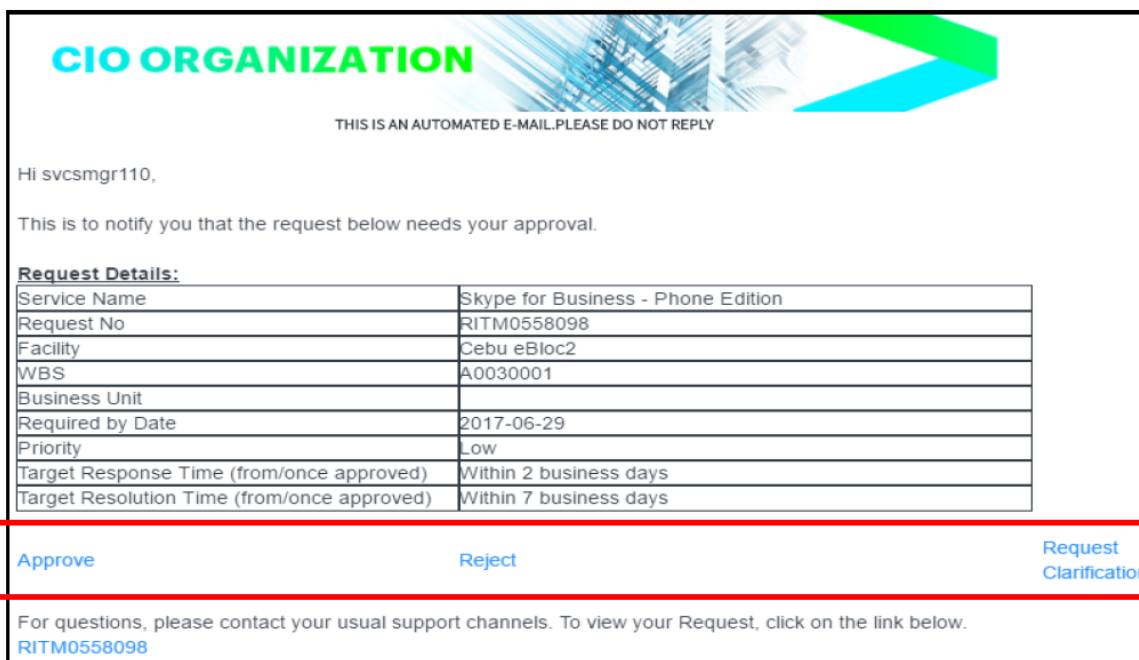 CIO ORGANIZATION
THIS IS AN AUTOMATED E-MAIL.PLEASE DO NOT REPLY
Hi svcsmgr110,
This is to notify you that the request below needs your approval.
Request Details:
Service Name Skype for Business - Phone Edition
Request No RITM0558098
Facility Cebu eBloc2
WBS A0030001
Business Unit
Required by Date 2017-06-29
Priority Low
Target Response Time (from/once approved) Within 2 business days
Target Resolution Time (from/once approved) Within 7 business days
Approve Reject Request
Clarification
For questions, please contact your usual support channels. To view your Request, click on the link below.
RITM0558098